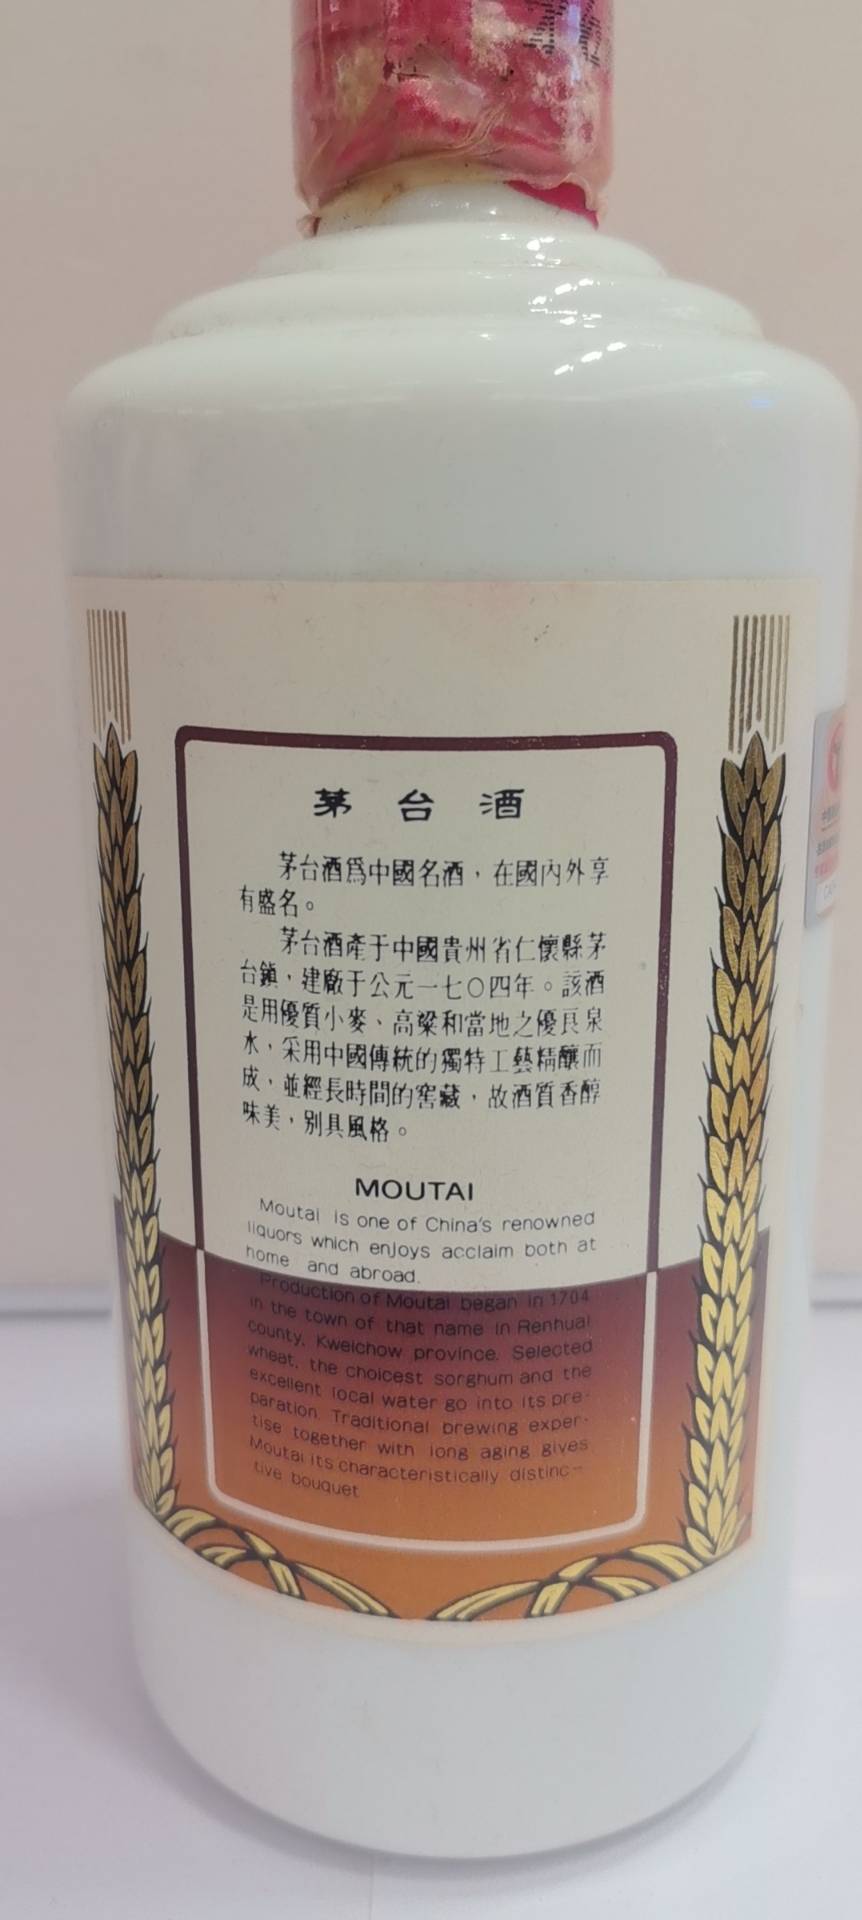 茅台酒
茅台酒爲中國名酒，在國內外享
有盛名。
茅台酒產于中國貴州省仁懷縣茅
台鎮，建廠于公元一七〇四年。該酒
是用優質小麥、高粱和當地之優良泉
水，采用中國傳統的獨特工藝精釀而
成，並經長時間的窖藏，故酒質香醇
味美，别具風格。
MOUTAI
Moutai is one of China's renowned
liquors which enjoys acclaim both at
home and abroad.
Production of Moutai began in 1704
in the town of that name in Renhuai
county, Kweichow province. Selected
wheat, the choicest sorghum and the
excellent local water go into its pre-
paration. Traditional brewing exper-
tise together with long aging gives
Moutai its characteristically distinc-
tive bouquet